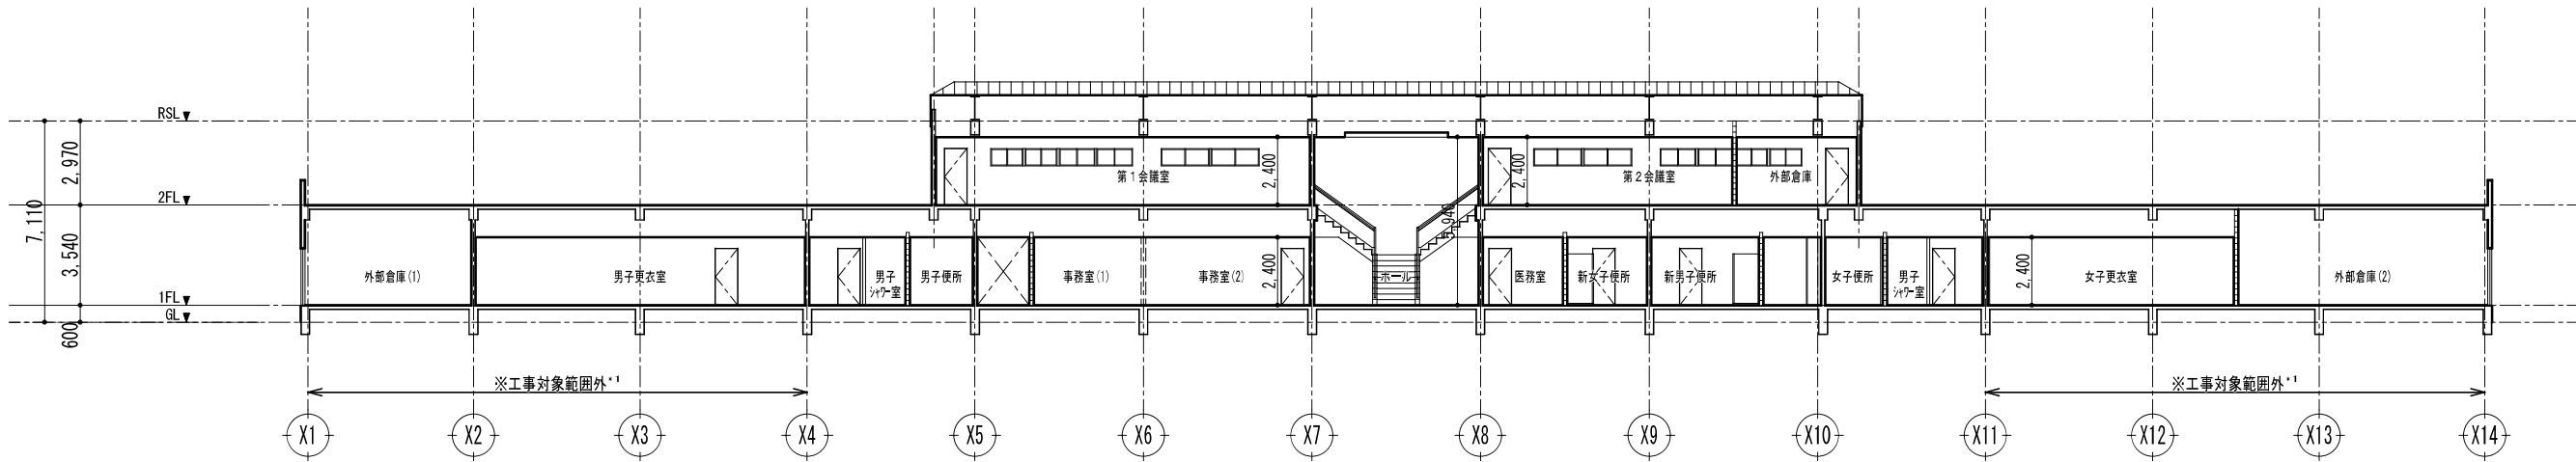 RSL
2,970
2FL
7,110
3,540
1FL
GL
600
第1会議室
2,400
2,400
第2会議室
外部倉庫
5,940
外部倉庫(1)
男子更衣室
男子
シャワー室
男子便所
事務室(1)
事務室(2)
2,400
ホール
医務室
新女子便所
新男子便所
女子便所
男子
シャワー室
2,400
女子更衣室
外部倉庫(2)
※工事対象範囲外*1
※工事対象範囲外*1
X1
X2
X3
X4
X5
X6
X7
X8
X9
X10
X11
X12
X13
X14